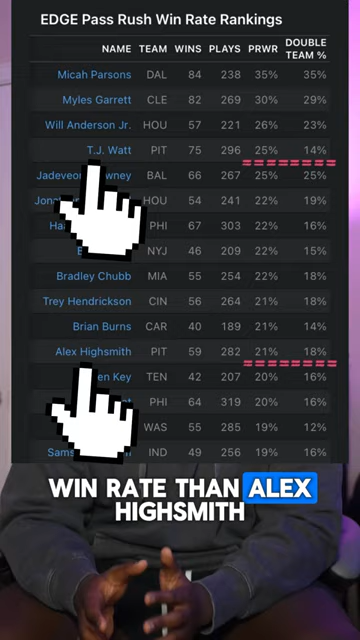 EDGE Pass Rush Win Rate Rankings
NAME TEAM WINS PLAYS PRWR DOUBLE TEAM %
Micah Parsons DAL 84 238 35% 35%
Myles Garrett CLE 82 269 30% 29%
Will Anderson Jr. HOU 57 221 26% 23%
T.J. Watt PIT 75 296 25% 14%
Jadeveon wney BAL 66 267 25% 25%
HOU 54 241 22% 19%
PHI 67 303 22% 16%
NYJ 46 209 22% 15%
Bradley Chubb MIA 55 254 22% 18%
Trey Hendrickson CIN 56 264 21% 18%
Brian Burns CAR 40 189 21% 14%
Alex Highsmith PIT 59 282 21% 18%
en Key TEN 42 207 20% 16%
PHI 64 319 20% 16%
WAS 55 285 19% 12%
Sams IND 49 256 19% 16%
WIN RATE THAN ALEX
HIGHSMITH